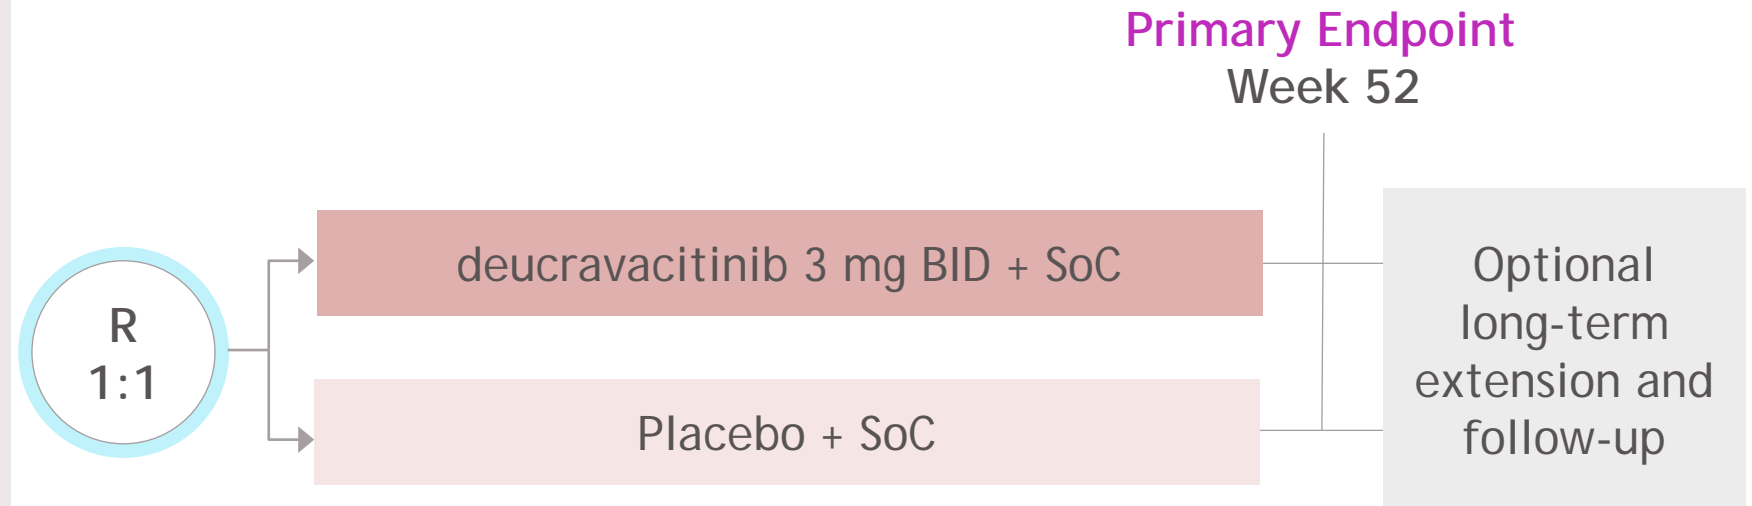 Primary Endpoint
Week 52
R
1:1
deucravacitinib 3 mg BID + SoC
Placebo + SoC
Optional
long-term
extension and
follow-up